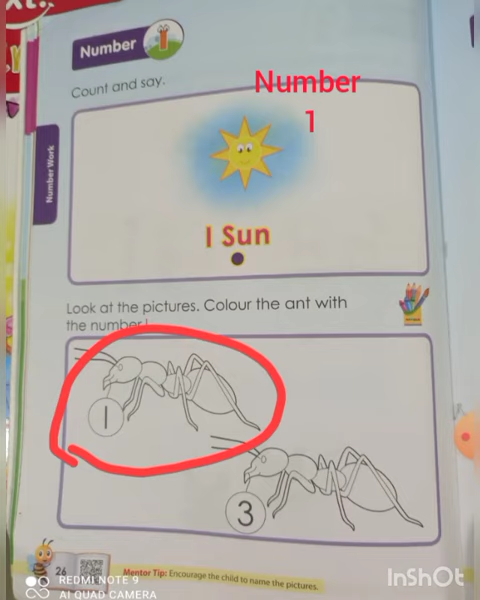 Number 1
Count and say.
Number
1
Number Work
1 Sun
Look at the pictures. Colour the ant with
the number 1
1
3
26
Mentor Tip: Encourage the child to name the pictures.
REDMI NOTE 9
AI QUAD CAMERA
InShOt